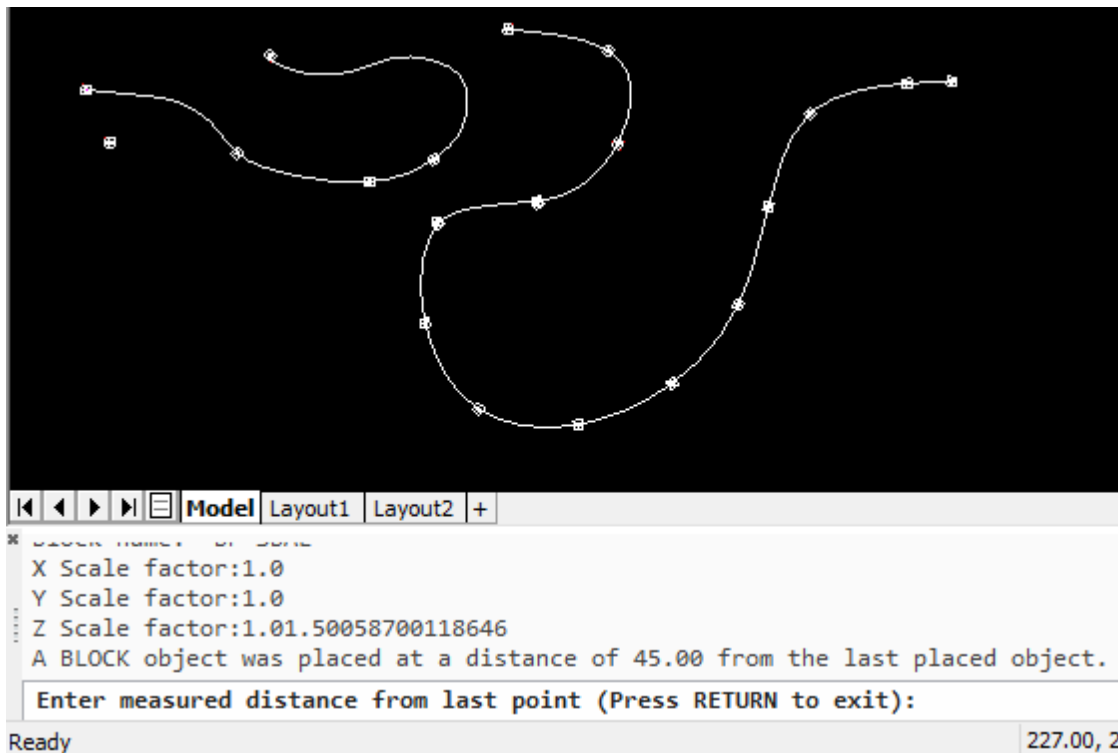 Model Layout1 Layout2 +
X Scale factor:1.0
Y Scale factor:1.0
Z Scale factor:1.01.50058700118646
A BLOCK object was placed at a distance of 45.00 from the last placed object.
Enter measured distance from last point (Press RETURN to exit):
Ready 227.00, 2